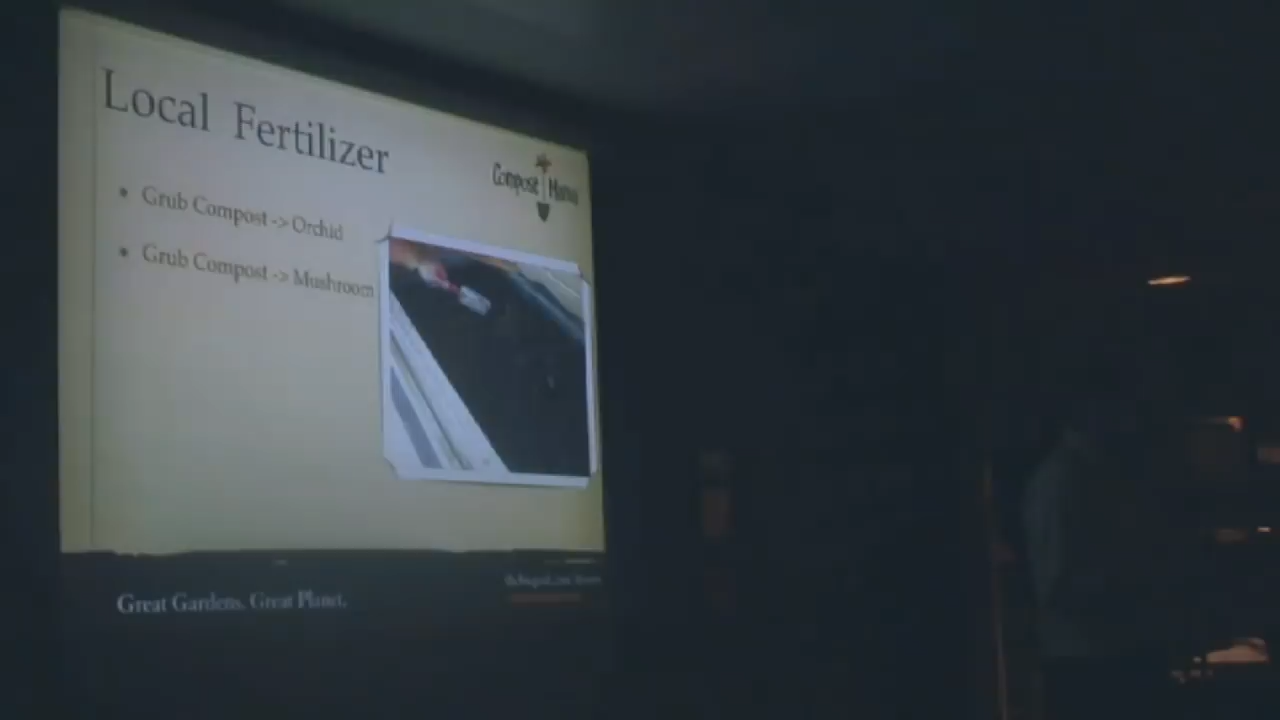 Local Fertilizer
Compost Mania
• Grub Compost -> Orchid
• Grub Compost -> Mushroom
Great Gardens. Great Planet.